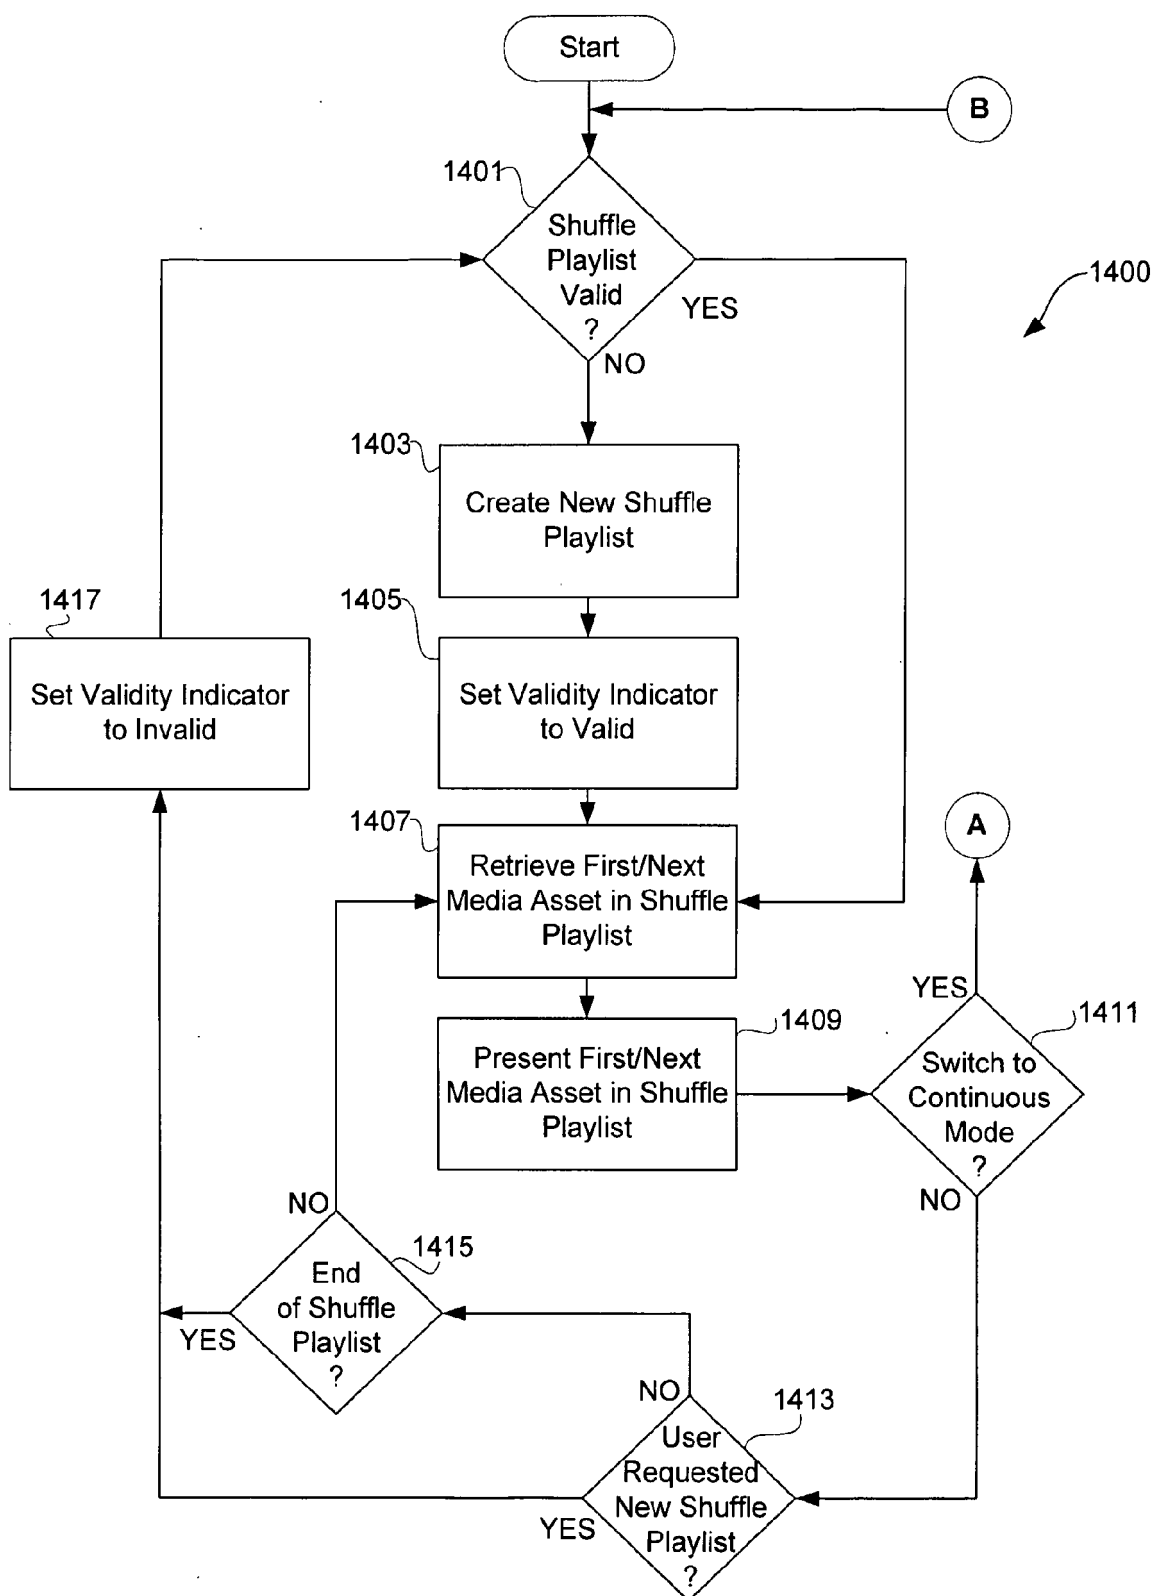 Start
B
1401
Shuffle
Playlist
Valid
?
YES
NO
1400
1403
Create New Shuffle
Playlist
1417
Set Validity Indicator
to Invalid
1405
Set Validity Indicator
to Valid
1407
Retrieve First/Next
Media Asset in Shuffle
Playlist
A
1409
Present First/Next
Media Asset in Shuffle
Playlist
YES
1411
Switch to
Continuous
Mode
?
NO
NO
1415
End
of Shuffle
Playlist
?
YES
NO
1413
User
Requested
New Shuffle
Playlist
?
YES